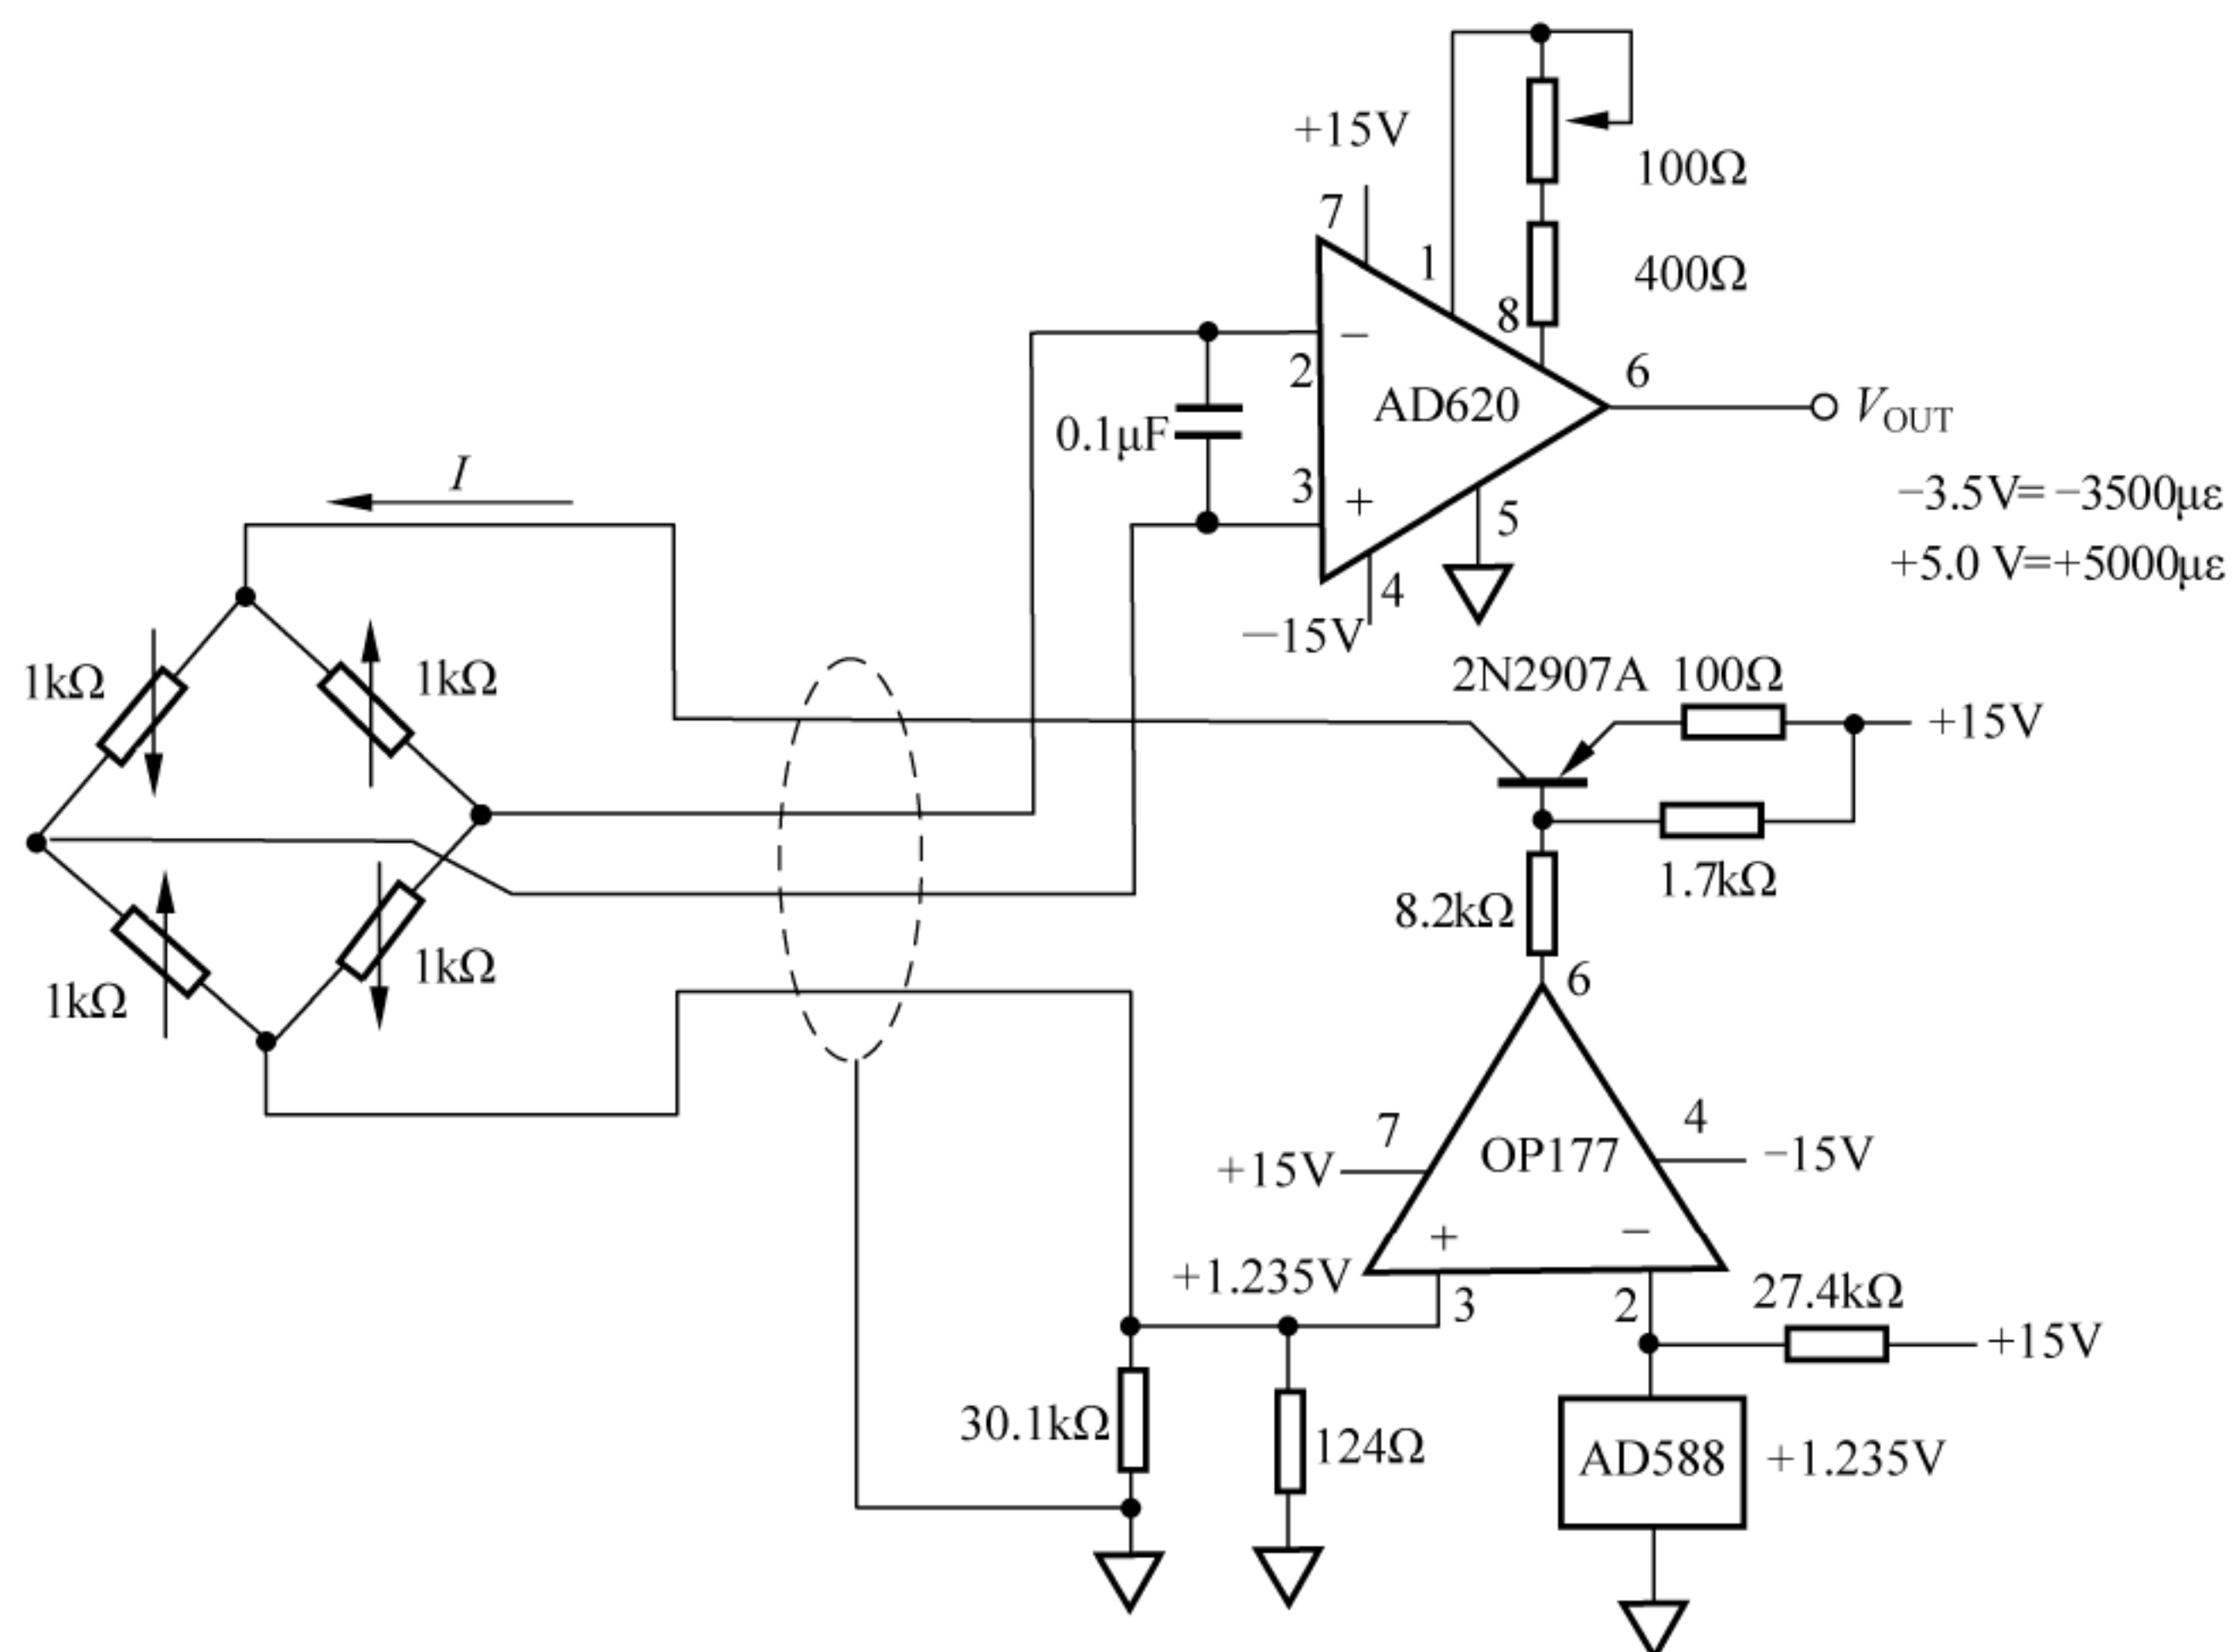 +15V
100Ω
7
1
400Ω
8
−
2
AD620
6
V_OUT
0.1μF
3
+
5
−3.5V= −3500με
+5.0 V=+5000με
4
−15V
I
1kΩ
1kΩ
2N2907A
100Ω
+15V
1.7kΩ
8.2kΩ
1kΩ
1kΩ
6
7
4
+15V
OP177
−15V
+
−
+1.235V
3
2
27.4kΩ
+15V
30.1kΩ
124Ω
AD588
+1.235V